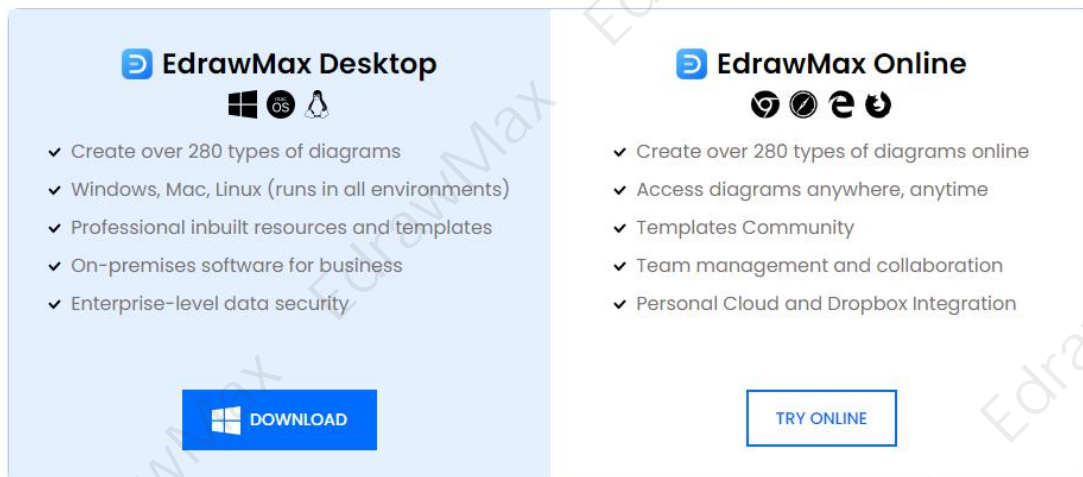 EdrawMax Desktop
macOS
Create over 280 types of diagrams
Windows, Mac, Linux (runs in all environments)
Professional inbuilt resources and templates
On-premises software for business
Enterprise-level data security
DOWNLOAD
EdrawMax Online
Create over 280 types of diagrams online
Access diagrams anywhere, anytime
Templates Community
Team management and collaboration
Personal Cloud and Dropbox Integration
TRY ONLINE
EdrawMax